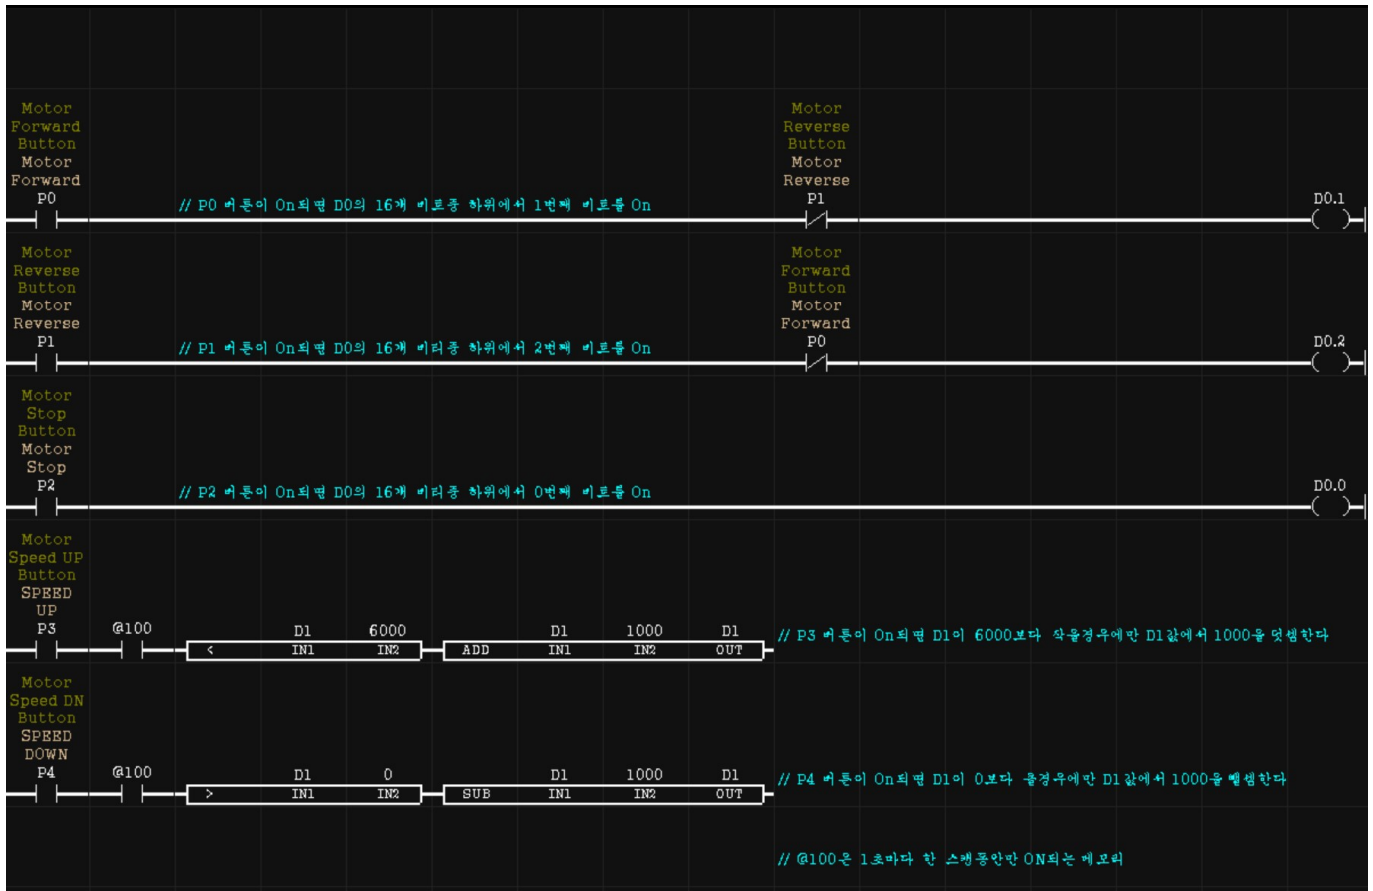 Motor
Forward
Button
Motor
Forward
P0
// P0 버튼이 On되면 D0의 16개 비트중 하위에서 1번째 비트를 On
Motor
Reverse
Button
Motor
Reverse
P1
D0.1
Motor
Reverse
Button
Motor
Reverse
P1
// P1 버튼이 On되면 D0의 16개 비티중 하위에서 2번째 비트를 On
Motor
Forward
Button
Motor
Forward
P0
D0.2
Motor
Stop
Button
Motor
Stop
P2
// P2 버튼이 On되면 D0의 16개 비티중 하위에서 0번째 비트를 On
D0.0
Motor
Speed UP
Button
SPEED
UP
P3 @100 D1 6000 D1 1000 D1
< IN1 IN2 ADD IN1 IN2 OUT
// P3 버튼이 On되면 D1이 6000보다 작을경우에만 D1값에서 1000을 덧셈한다
Motor
Speed DN
Button
SPEED
DOWN
P4 @100 D1 0 D1 1000 D1
> IN1 IN2 SUB IN1 IN2 OUT
// P4 버튼이 On되면 D1이 0보다 클경우에만 D1값에서 1000을 뺄셈한다
// @100은 1초마다 한 스캔동안만 ON되는 메모리